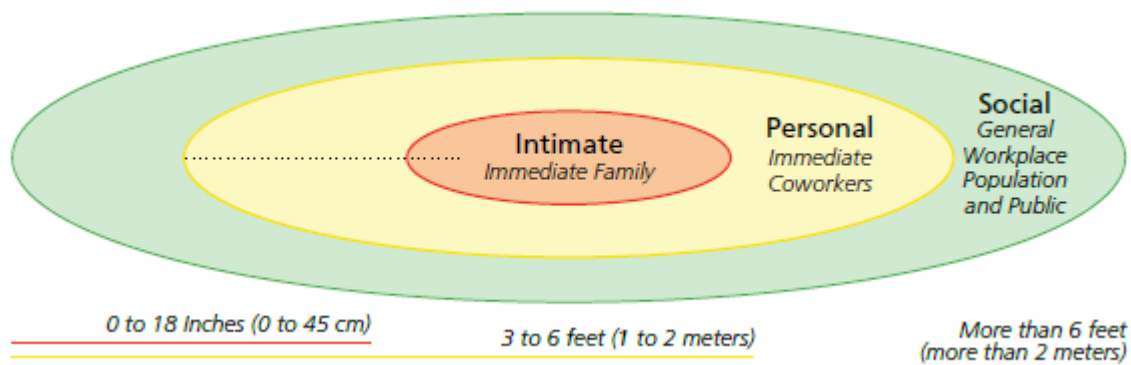 Intimate
Immediate Family
Personal
Immediate
Coworkers
Social
General
Workplace
Population
and Public
0 to 18 Inches (0 to 45 cm)
3 to 6 feet (1 to 2 meters)
More than 6 feet
(more than 2 meters)